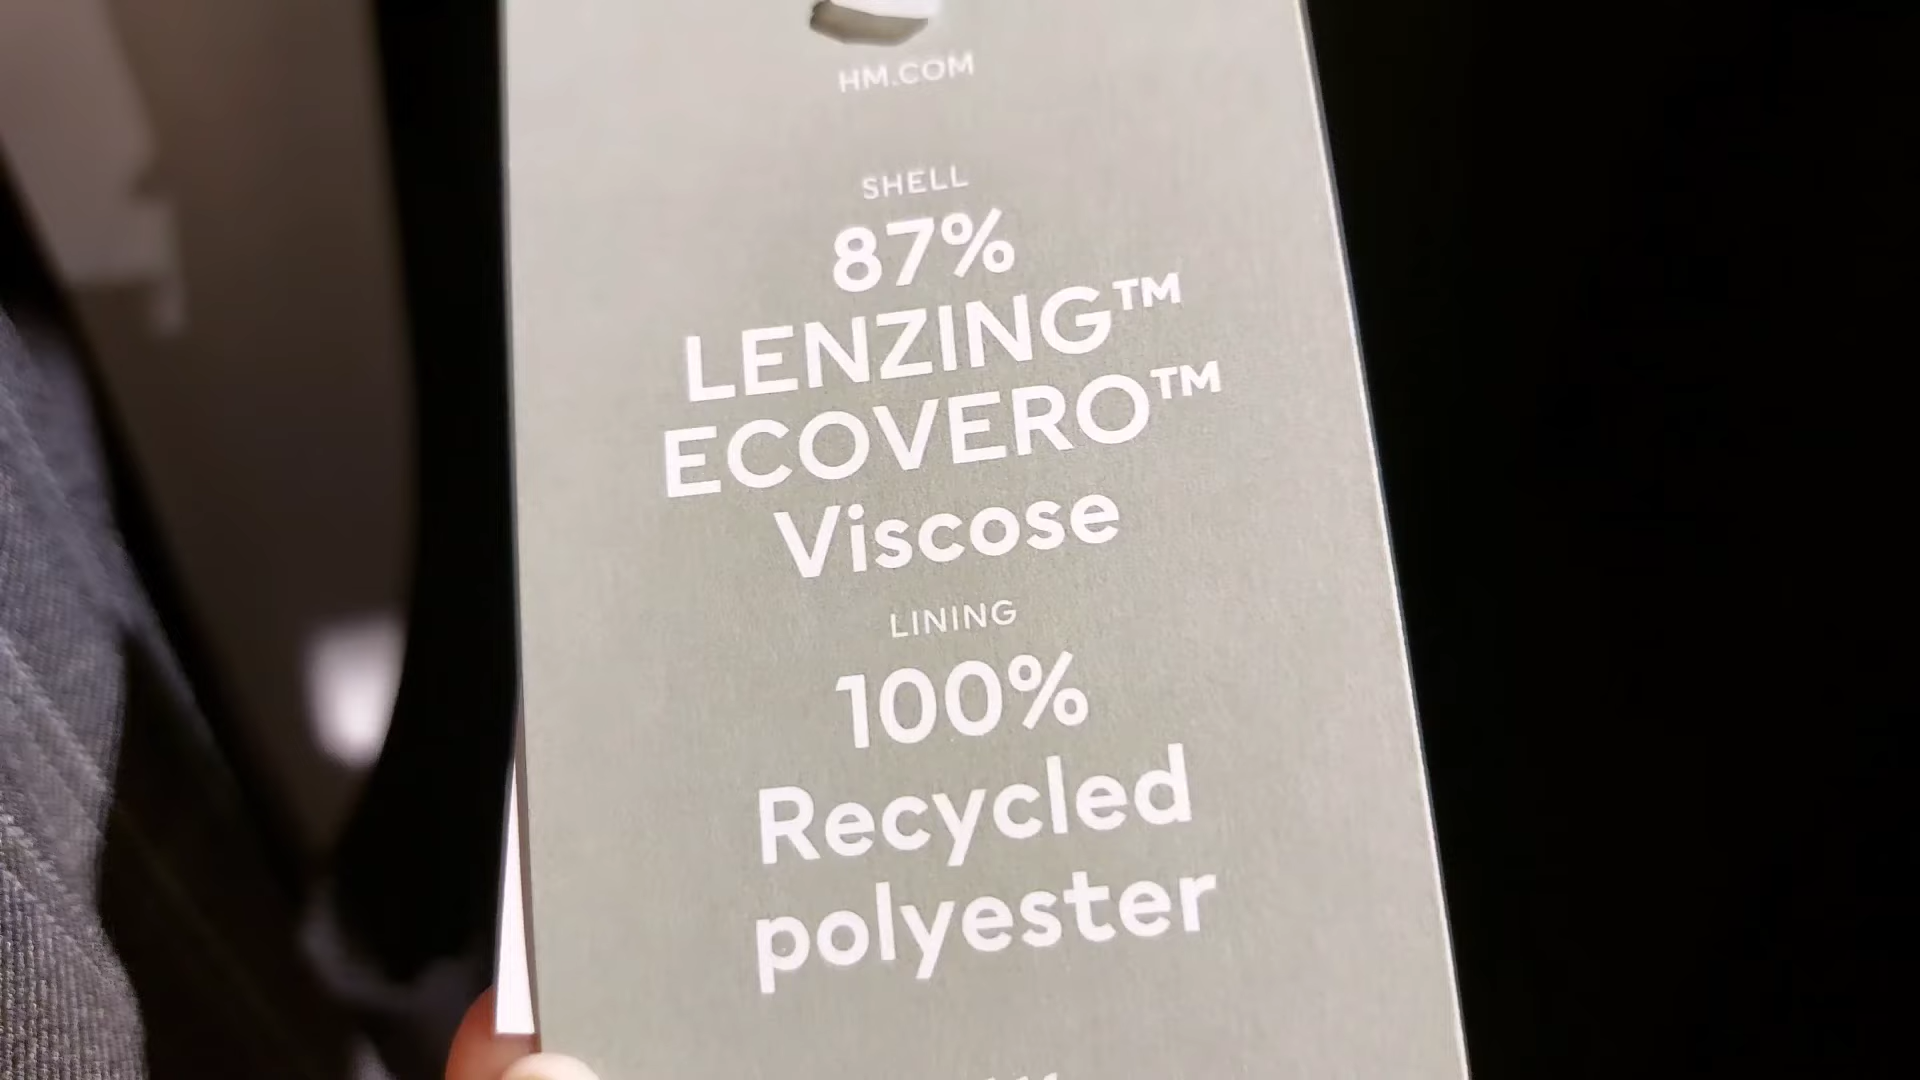 HM.COM
SHELL
87%
LENZING™
ECOVERO™
Viscose
LINING
100%
Recycled
polyester